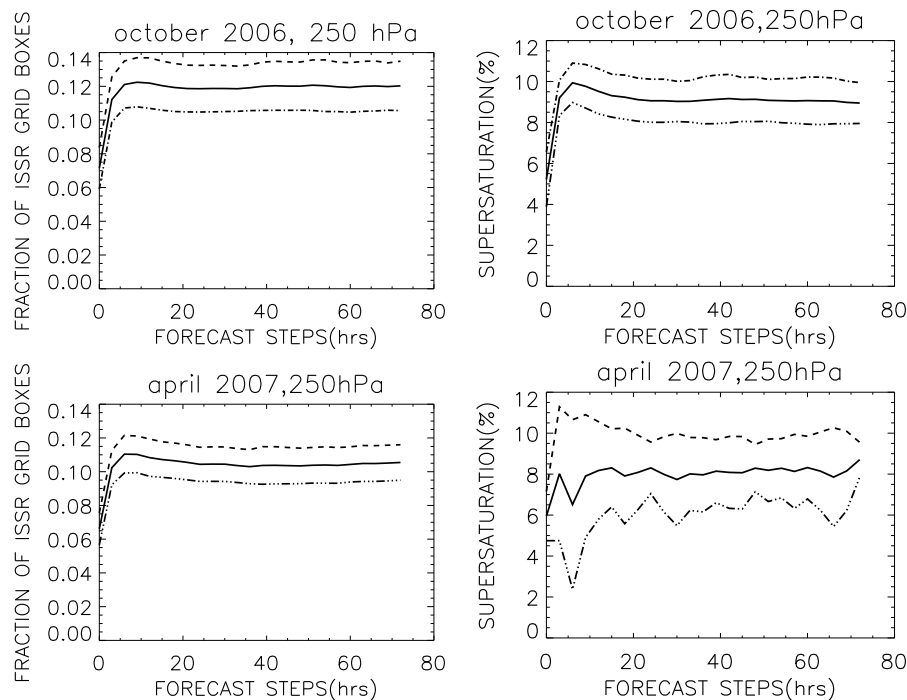 october 2006, 250 hPa
FRACTION OF ISSR GRID BOXES
0.14
0.12
0.10
0.08
0.06
0.04
0.02
0.00
0 20 40 60 80
FORECAST STEPS(hrs)
october 2006,250hPa
SUPERSATURATION(%)
12
10
8
6
4
2
0
0 20 40 60 80
FORECAST STEPS(hrs)
april 2007,250hPa
FRACTION OF ISSR GRID BOXES
0.14
0.12
0.10
0.08
0.06
0.04
0.02
0.00
0 20 40 60 80
FORECAST STEPS(hrs)
april 2007,250hPa
SUPERSATURATION(%)
12
10
8
6
4
2
0
0 20 40 60 80
FORECAST STEPS(hrs)